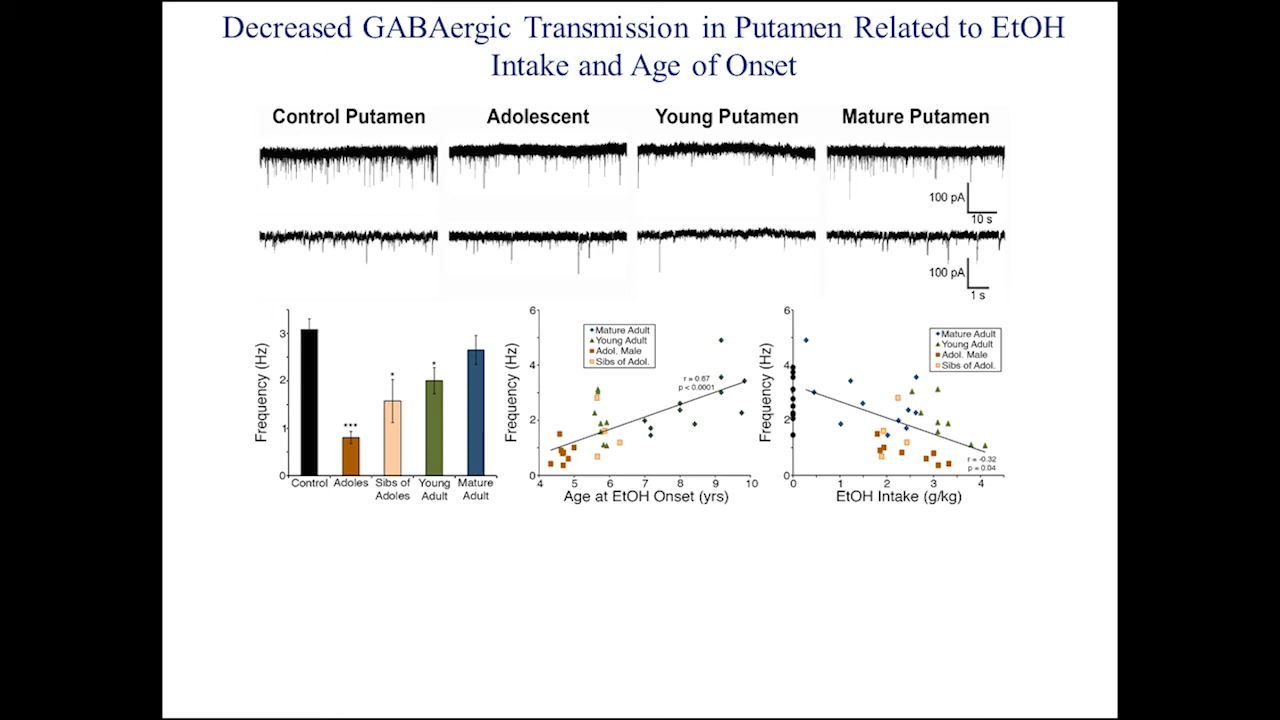 Decreased GABAergic Transmission in Putamen Related to EtOH
Intake and Age of Onset
Control Putamen
Adolescent
Young Putamen
Mature Putamen
100 pA
10 s
100 pA
1 s
Frequency (Hz)
3
2
1
0
***
*
*
Control
Adoles
Sibs of
Adoles
Young
Adult
Mature
Adult
Frequency (Hz)
6
4
2
0
Mature Adult
Young Adult
Adol. Male
Sibs of Adol.
r = 0.67
p < 0.0001
4 5 6 7 8 9 10
Age at EtOH Onset (yrs)
Frequency (Hz)
6
4
2
0
Mature Adult
Young Adult
Adol. Male
Sibs of Adol.
r = -0.32
p = 0.04
0 1 2 3 4
EtOH Intake (g/kg)